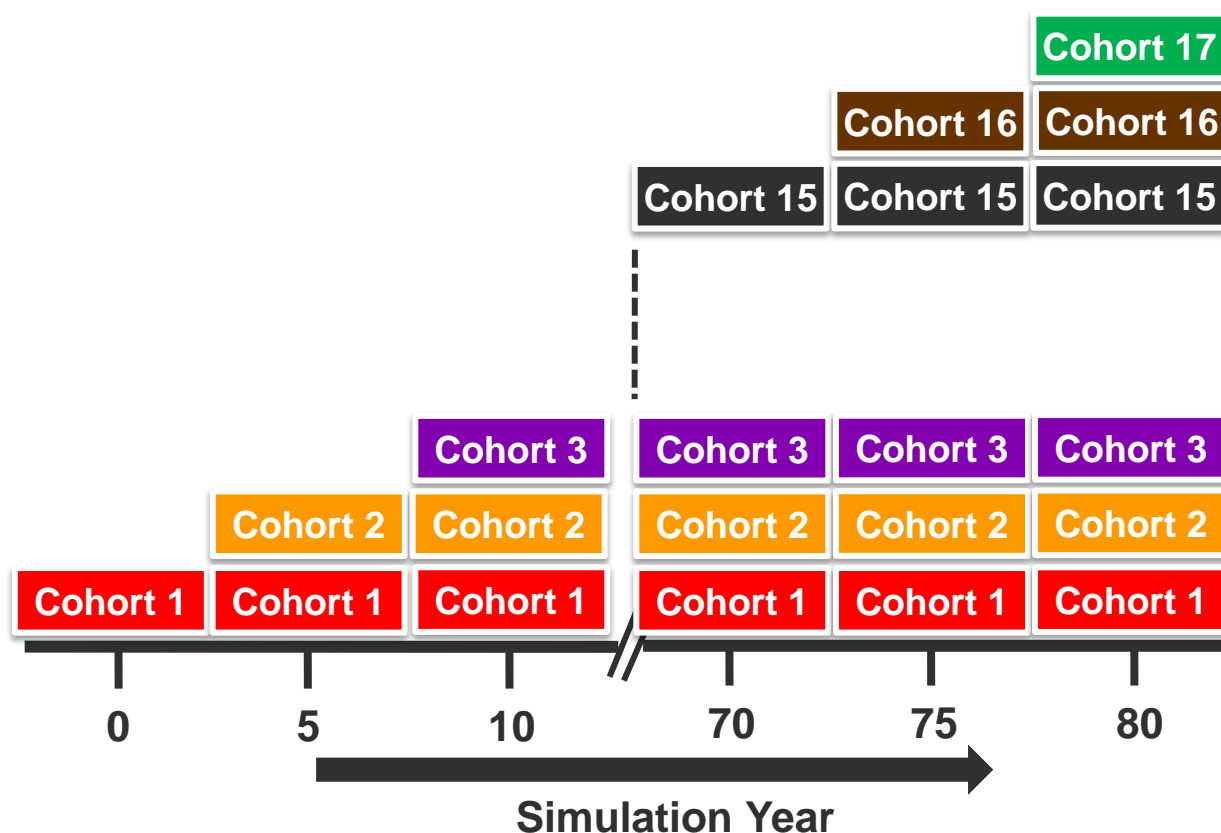 Cohort 17
Cohort 16 Cohort 16
Cohort 15 Cohort 15 Cohort 15
Cohort 3 Cohort 3 Cohort 3 Cohort 3
Cohort 2 Cohort 2 Cohort 2 Cohort 2 Cohort 2
Cohort 1 Cohort 1 Cohort 1 Cohort 1 Cohort 1 Cohort 1
0 5 10 70 75 80
Simulation Year